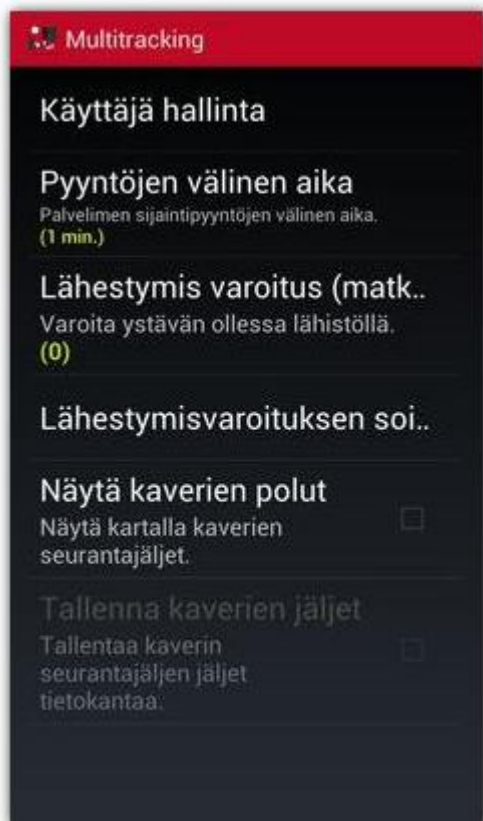 Multitracking
Käyttäjä hallinta
Pyyntöjen välinen aika
Palvelimen sijaintipyyntöjen välinen aika.
(1 min.)
Lähestymis varoitus (matk..
Varoita ystävän ollessa lähistöllä.
(0)
Lähestymisvaroituksen soi..
Näytä kaverien polut
Näytä kartalla kaverien
seurantajäljet.
Tallenna kaverien jäljet
Tallentaa kaverin
seurantajäljen jäljet
tietokantaa.